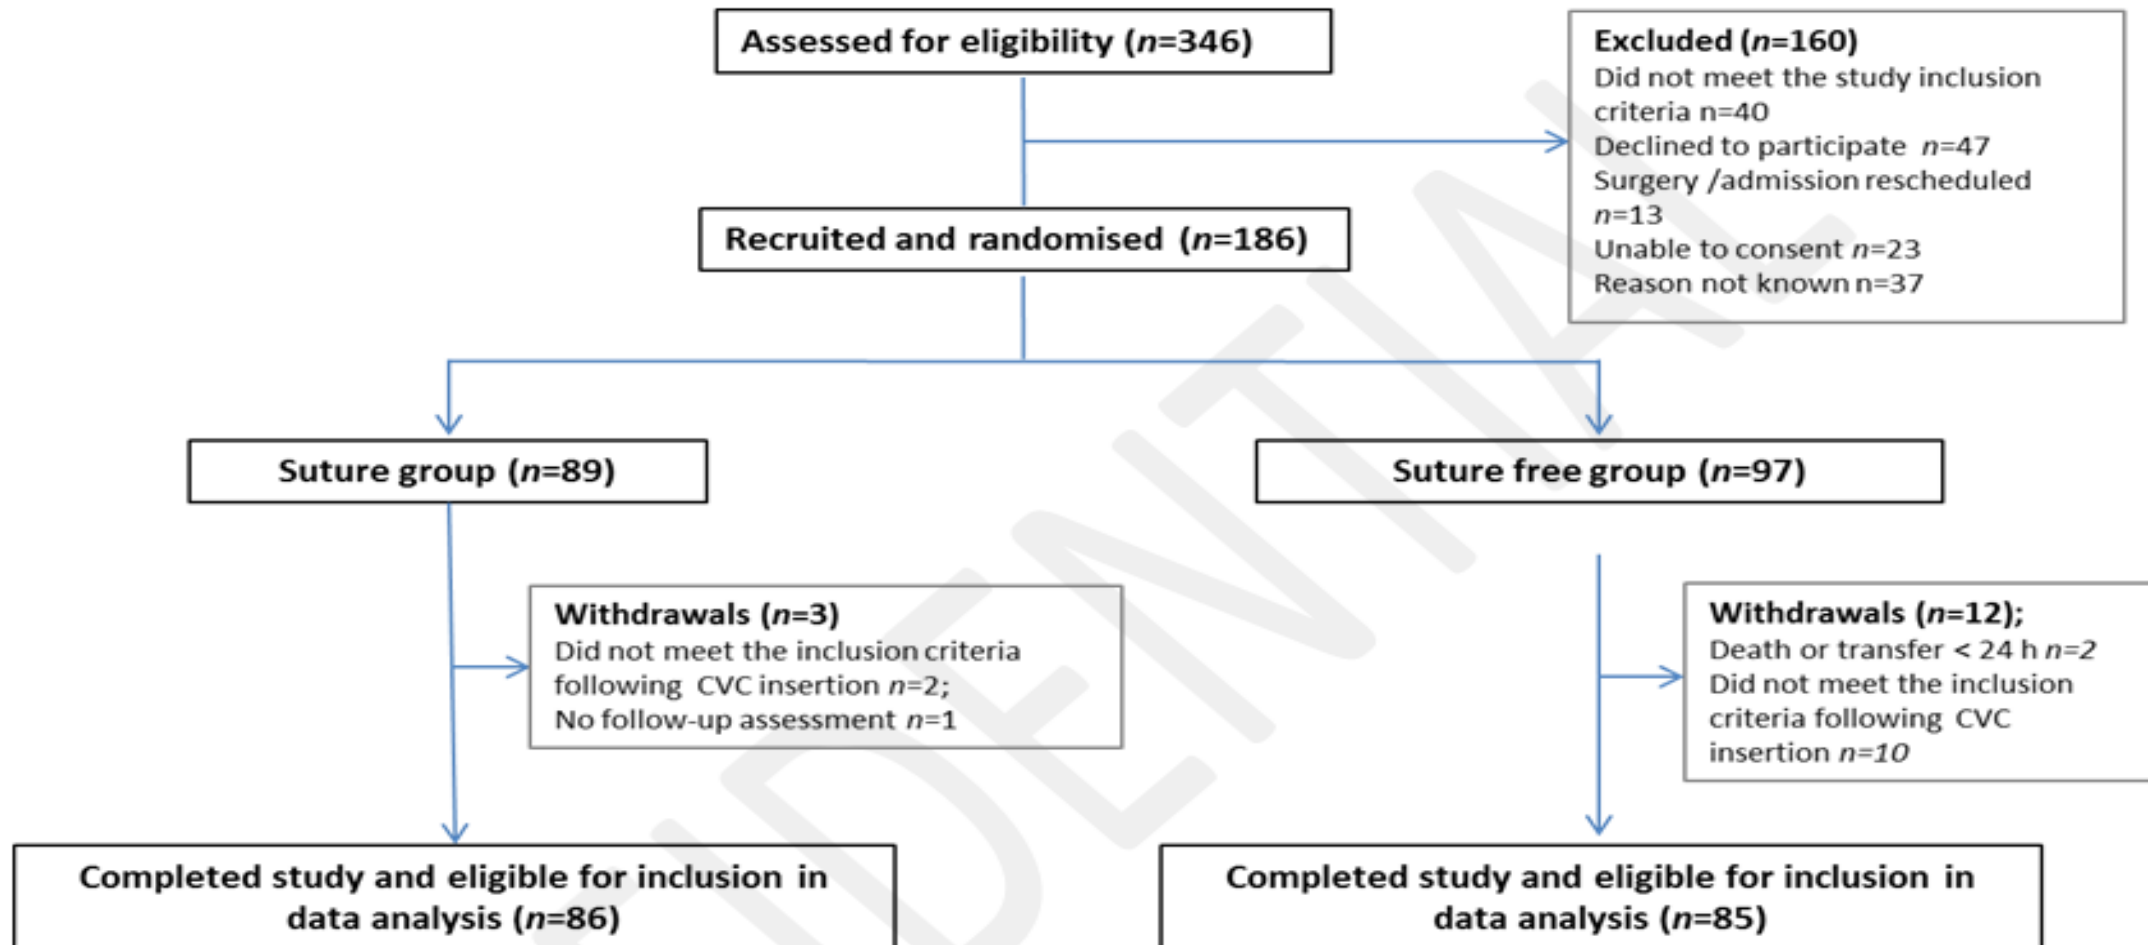 Assessed for eligibility (n=346)
Excluded (n=160)
Did not meet the study inclusion
criteria n=40
Declined to participate n=47
Surgery /admission rescheduled
n=13
Unable to consent n=23
Reason not known n=37
Recruited and randomised (n=186)
Suture group (n=89)
Suture free group (n=97)
Withdrawals (n=3)
Did not meet the inclusion criteria
following CVC insertion n=2;
No follow-up assessment n=1
Withdrawals (n=12);
Death or transfer < 24 h n=2
Did not meet the inclusion
criteria following CVC
insertion n=10
Completed study and eligible for inclusion in
data analysis (n=86)
Completed study and eligible for inclusion in
data analysis (n=85)
IDENTIAL